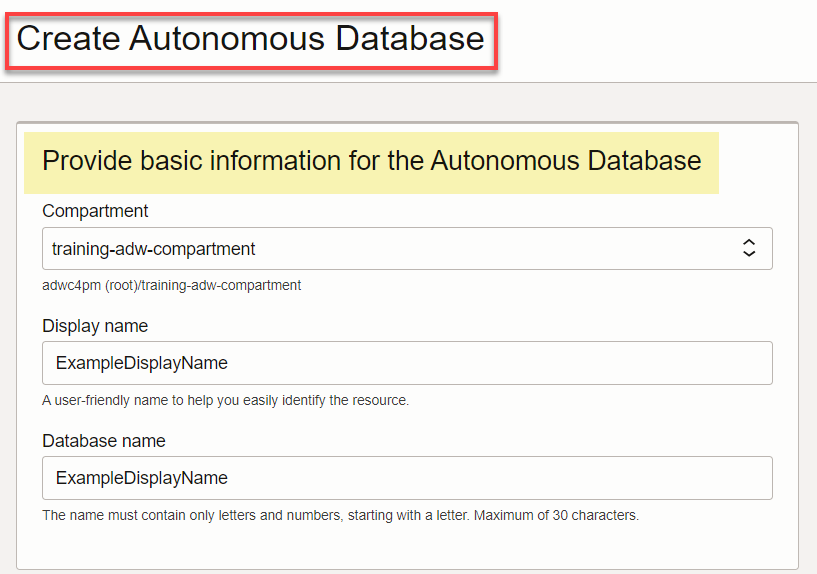 Create Autonomous Database
Provide basic information for the Autonomous Database
Compartment
training-adw-compartment
adwc4pm (root)/training-adw-compartment
Display name
ExampleDisplayName
A user-friendly name to help you easily identify the resource.
Database name
ExampleDisplayName
The name must contain only letters and numbers, starting with a letter. Maximum of 30 characters.